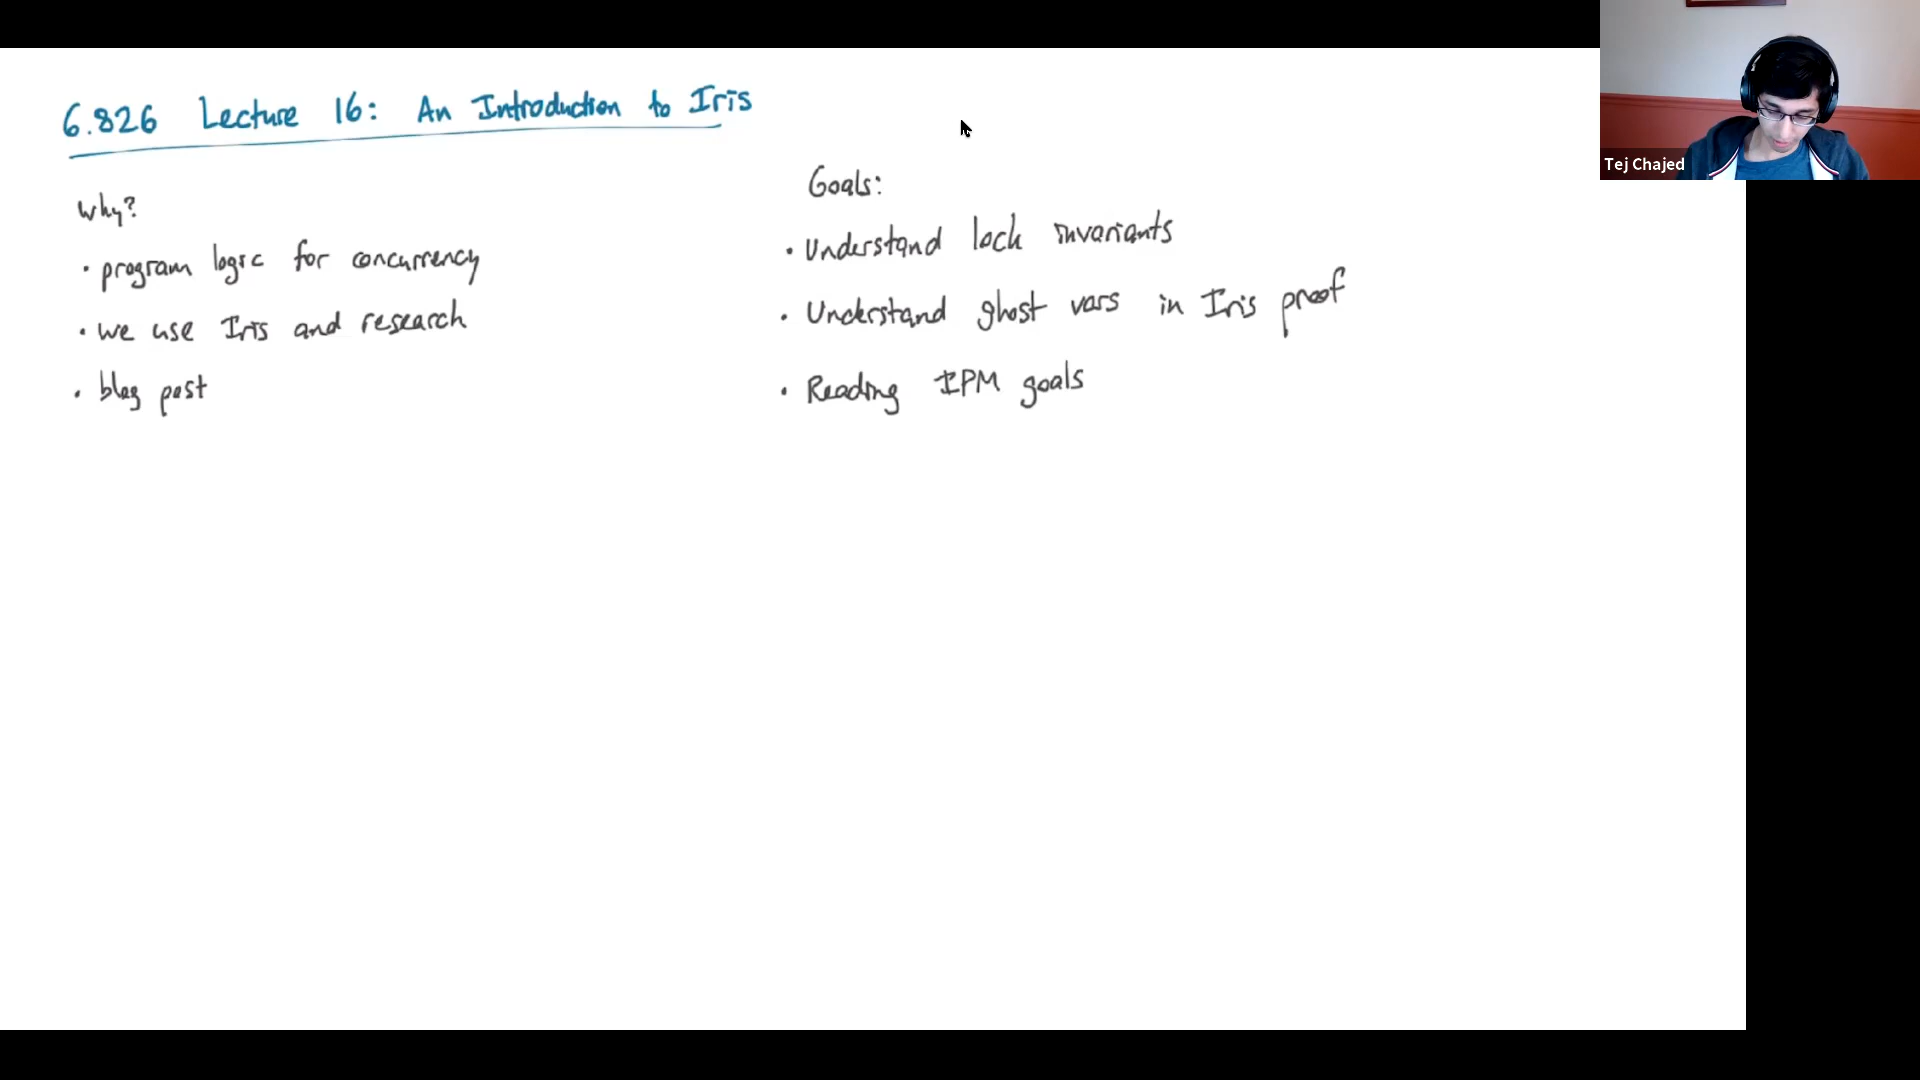 6.826 Lecture 16: An Introduction to Iris
Why?
• program logic for concurrency
• we use Iris and research
• blog post
Goals:
• Understand lock invariants
• Understand ghost vars in Iris proof
• Reading IPM goals
Tej Chajed